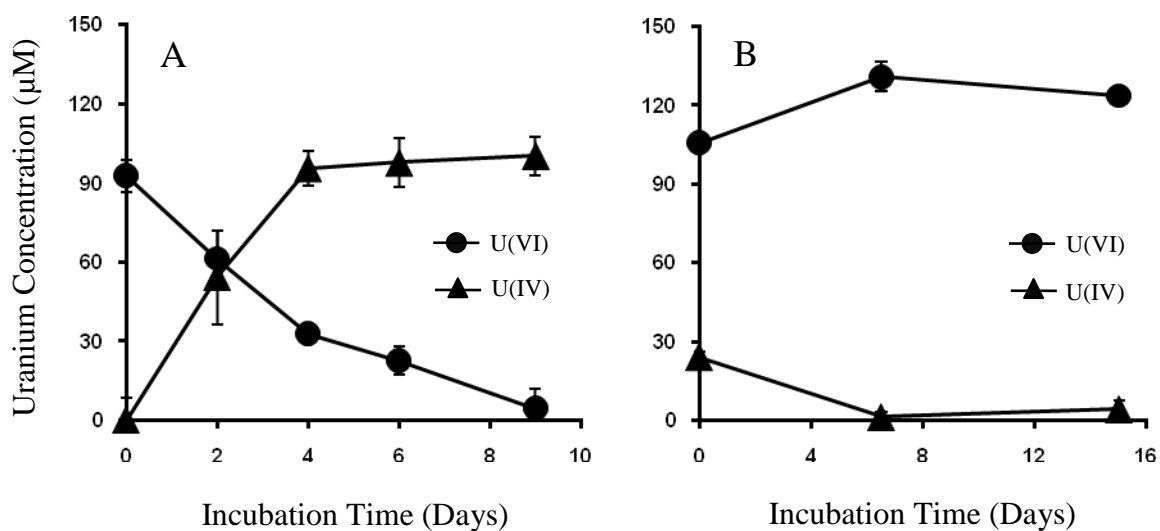 Uranium Concentration (µM)
150
120
90
60
30
0
A
U(VI)
U(IV)
0 2 4 6 8 10
Incubation Time (Days)
150
120
90
60
30
0
B
U(VI)
U(IV)
0 4 8 12 16
Incubation Time (Days)